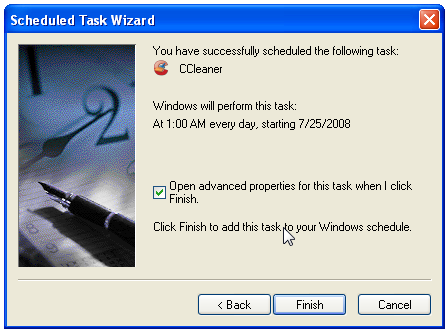 Scheduled Task Wizard
You have successfully scheduled the following task:
CCleaner
Windows will perform this task:
At 1:00 AM every day, starting 7/25/2008
Open advanced properties for this task when I click
Finish.
Click Finish to add this task to your Windows schedule.
< Back
Finish
Cancel